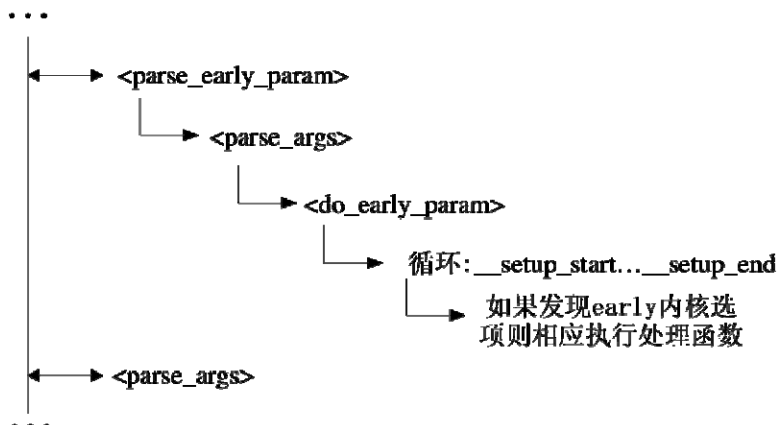 ...
<parse_early_param>
<parse_args>
<do_early_param>
循环:__setup_start...__setup_end
如果发现early内核选
项则相应执行处理函数
<parse_args>
...